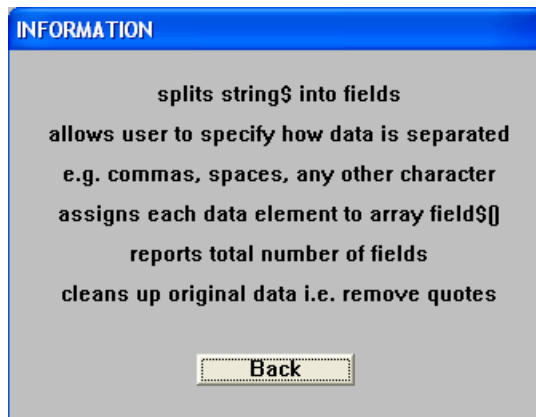 INFORMATION
splits string$ into fields
allows user to specify how data is separated
e.g. commas, spaces, any other character
assigns each data element to array field$[]
reports total number of fields
cleans up original data i.e. remove quotes
Back